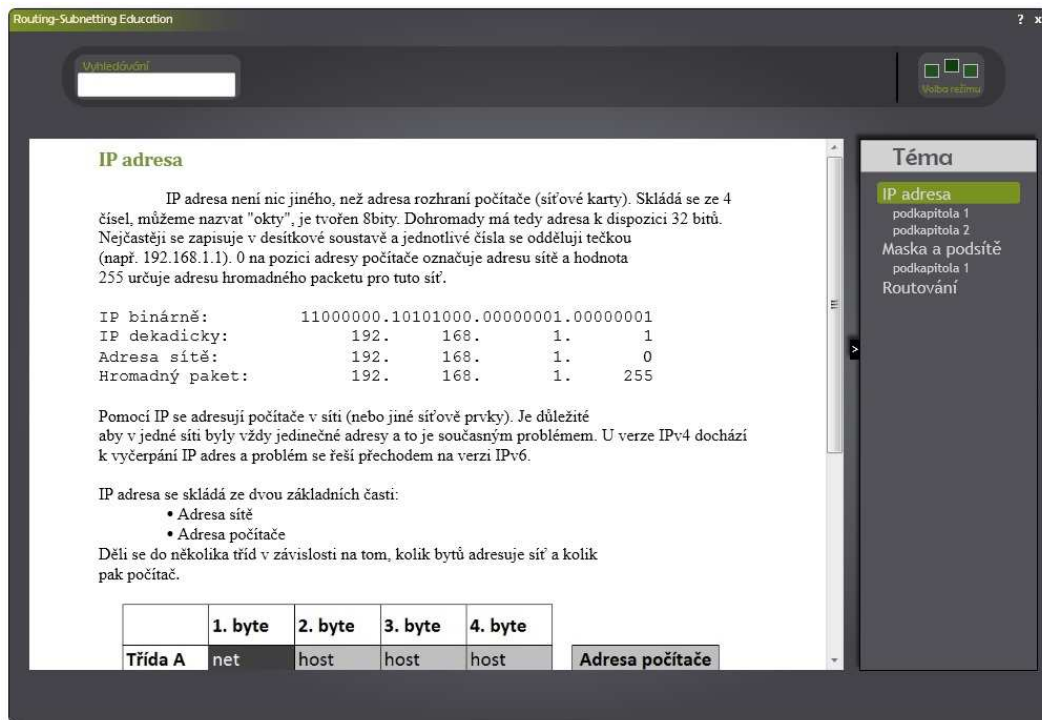 Routing-Subnetting Education
? x
Vyhledávání
Volba režimu
IP adresa
IP adresa není nic jiného, než adresa rozhraní počítače (síťové karty). Skládá se ze 4
čísel, můžeme nazvat "okty", je tvořen 8bity. Dohromady má tedy adresa k dispozici 32 bitů.
Nejčastěji se zapisuje v desítkové soustavě a jednotlivé čísla se odděluji tečkou
(např. 192.168.1.1). 0 na pozici adresy počítače označuje adresu sítě a hodnota
255 určuje adresu hromadného packetu pro tuto síť.
IP binárně: 11000000.10101000.00000001.00000001
IP dekadicky: 192. 168. 1. 1
Adresa sítě: 192. 168. 1. 0
Hromadný paket: 192. 168. 1. 255
Pomocí IP se adresují počítače v síti (nebo jiné síťově prvky). Je důležité
aby v jedné síti byly vždy jedinečné adresy a to je současným problémem. U verze IPv4 dochází
k vyčerpání IP adres a problém se řeší přechodem na verzi IPv6.
IP adresa se skládá ze dvou základních časti:
• Adresa sítě
• Adresa počítače
Děli se do několika tříd v závislosti na tom, kolik bytů adresuje síť a kolik
pak počítač.
1. byte 2. byte 3. byte 4. byte
Třída A net host host host Adresa počítače
>
Téma
IP adresa
podkapitola 1
podkapitola 2
Maska a podsítě
podkapitola 1
Routování